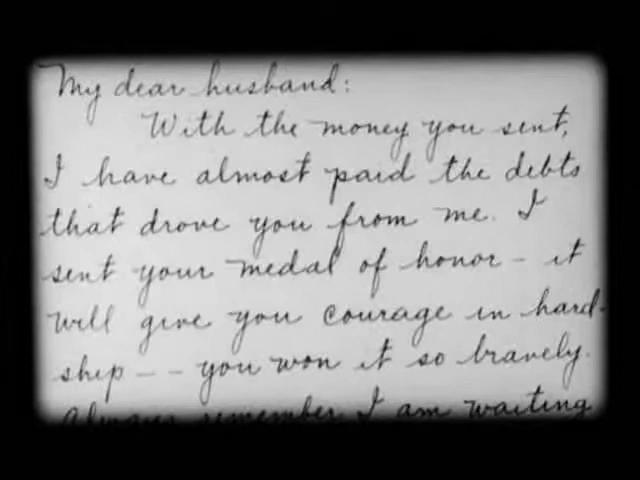 My dear husband:
With the money you sent,
I have almost paid the debts
that drove you from me. I
sent your medal of honor - it
will give you courage in hard-
ship - - you won it so bravely.
Always remember I am waiting